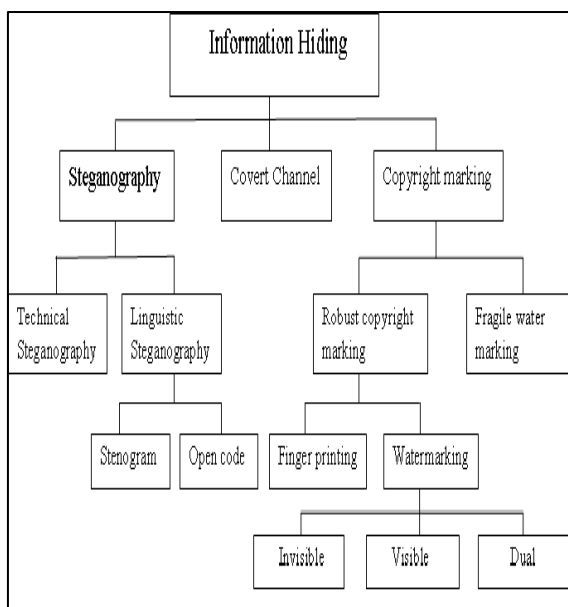 Information Hiding
Steganography
Covert Channel
Copyright marking
Technical
Steganography
Linguistic
Steganography
Robust copyright
marking
Fragile water
marking
Stenogram
Open code
Finger printing
Watermarking
Invisible
Visible
Dual